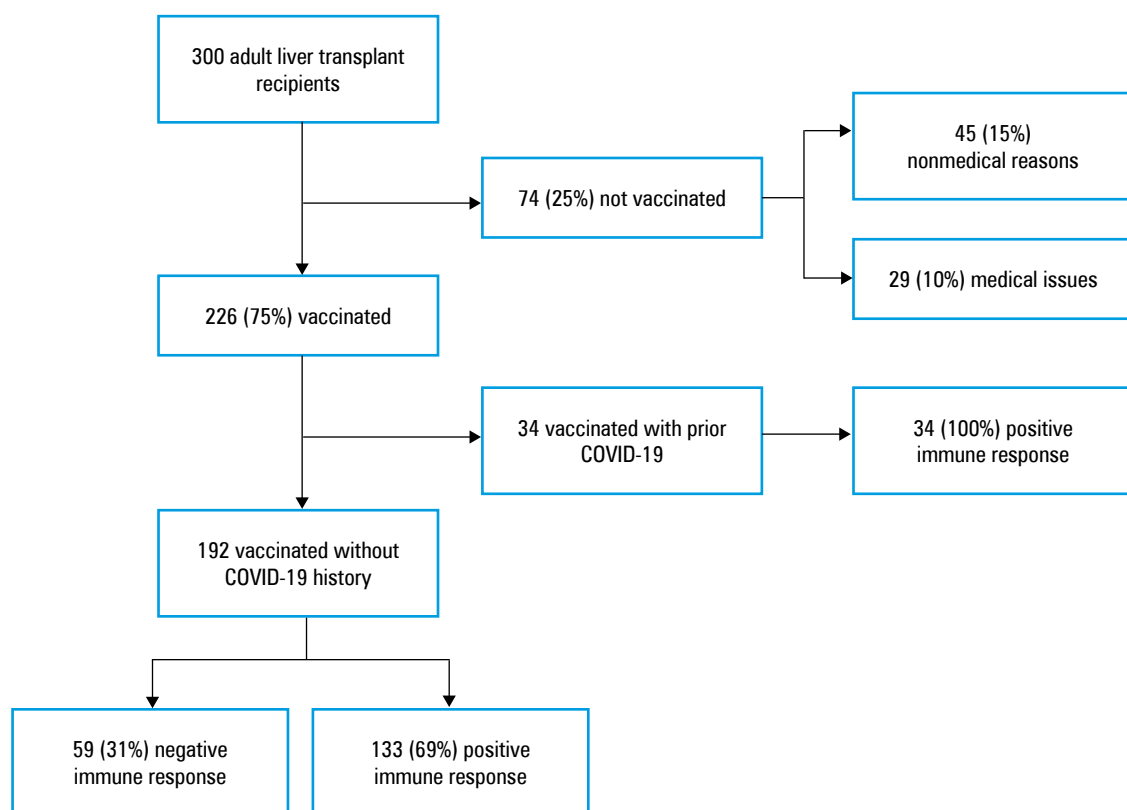 300 adult liver transplant
recipients
45 (15%)
nonmedical reasons
74 (25%) not vaccinated
29 (10%) medical issues
226 (75%) vaccinated
34 vaccinated with prior
COVID-19
34 (100%) positive
immune response
192 vaccinated without
COVID-19 history
59 (31%) negative
immune response
133 (69%) positive
immune response